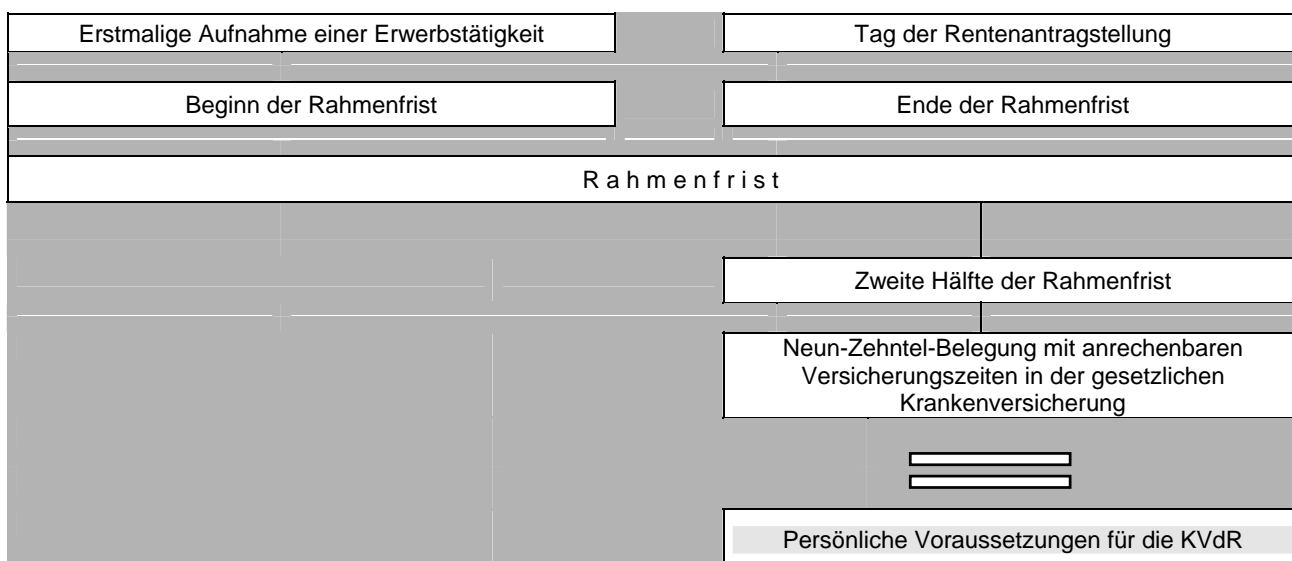 Erstmalige Aufnahme einer Erwerbstätigkeit
Tag der Rentenantragstellung
Beginn der Rahmenfrist
Ende der Rahmenfrist
R a h m e n f r i s t
Zweite Hälfte der Rahmenfrist
Neun-Zehntel-Belegung mit anrechenbaren
Versicherungszeiten in der gesetzlichen
Krankenversicherung
Persönliche Voraussetzungen für die KVdR